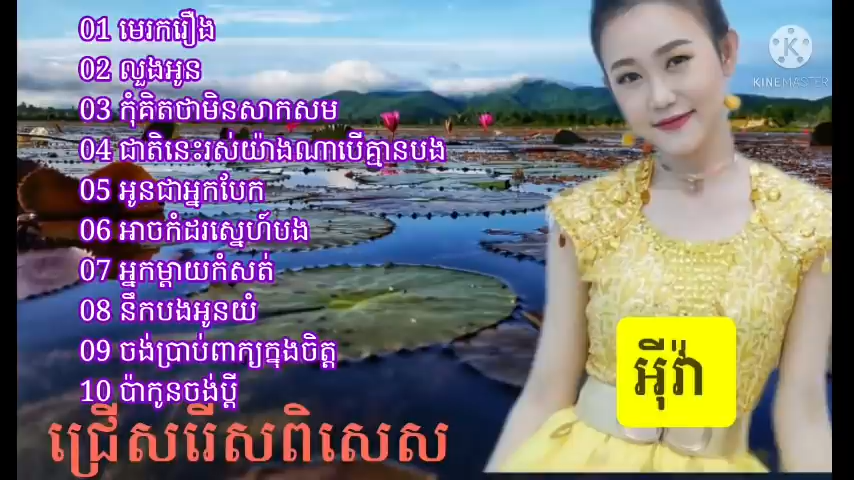 01 មេរករឿង
02 លួងអូន
03 កុំគិតថាមិនសាកសម
04 ជាតិនេះរស់យ៉ាងណាបើគ្មានបង
05 អូនជាអ្នកបែក
06 អាចកំដរស្នេហ៍បង
07 អ្នកម្ដាយកំសត់
08 នឹកបងអូនយំ
09 ចង់ប្រាប់ពាក្យក្នុងចិត្ត
10 ប៉ាកូនចង់ប្ដី
ជ្រើសរើសពិសេស
អ៊ីវ៉ា
KINEMASTER